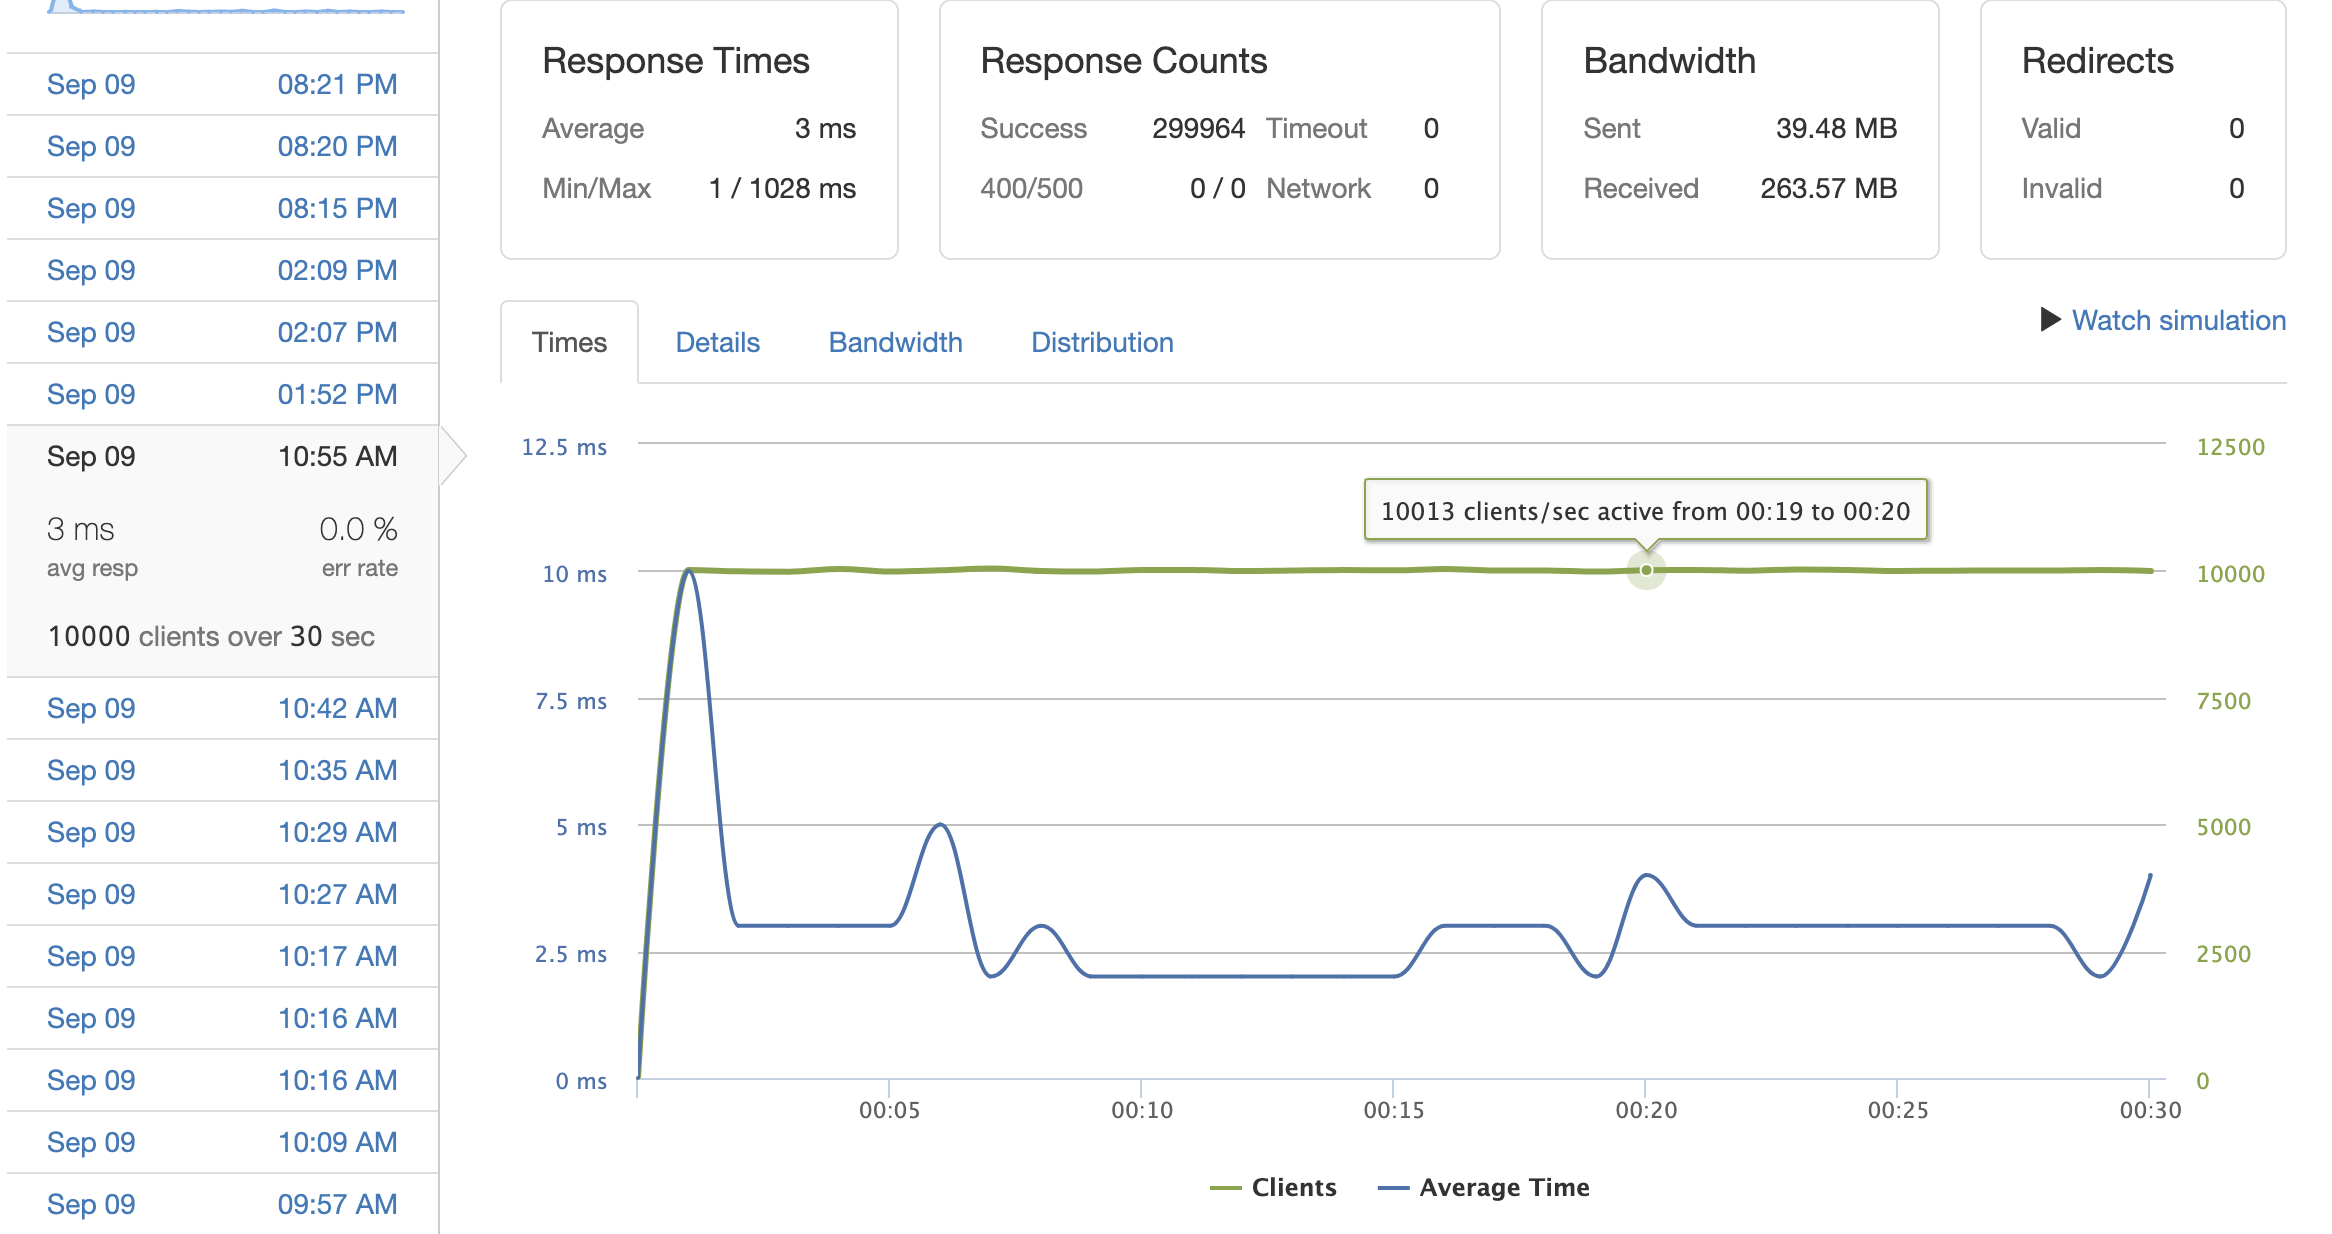 Sep 09 08:21 PM
Sep 09 08:20 PM
Sep 09 08:15 PM
Sep 09 02:09 PM
Sep 09 02:07 PM
Sep 09 01:52 PM
Sep 09 10:55 AM
3 ms 0.0 %
avg resp err rate
10000 clients over 30 sec
Sep 09 10:42 AM
Sep 09 10:35 AM
Sep 09 10:29 AM
Sep 09 10:27 AM
Sep 09 10:17 AM
Sep 09 10:16 AM
Sep 09 10:16 AM
Sep 09 10:09 AM
Sep 09 09:57 AM
Response Times
Average 3 ms
Min/Max 1 / 1028 ms
Response Counts
Success 299964 Timeout 0
400/500 0 / 0 Network 0
Bandwidth
Sent 39.48 MB
Received 263.57 MB
Redirects
Valid 0
Invalid 0
Times Details Bandwidth Distribution
Watch simulation
12.5 ms 12500
10013 clients/sec active from 00:19 to 00:20
10 ms 10000
7.5 ms 7500
5 ms 5000
2.5 ms 2500
0 ms 0
00:05 00:10 00:15 00:20 00:25 00:30
Clients Average Time